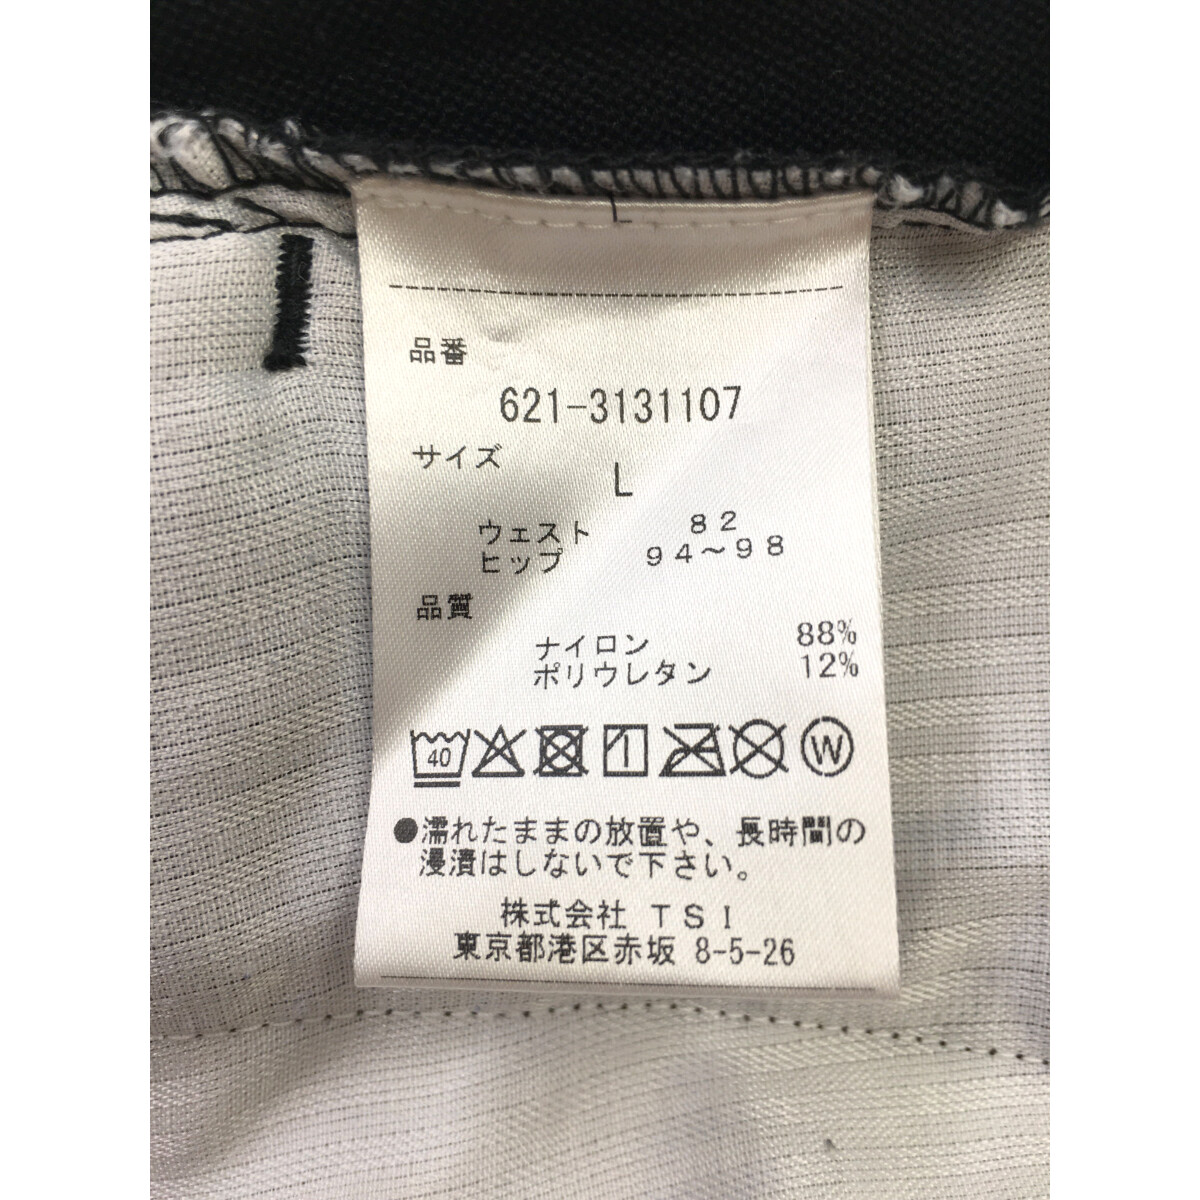 L
品番
621-3131107
サイズ
L
ウェスト 82
ヒップ 94～98
品質
ナイロン 88%
ポリウレタン 12%
40 W
●濡れたままの放置や、長時間の
浸漬はしないで下さい。
株式会社 TSI
東京都港区赤坂 8-5-26